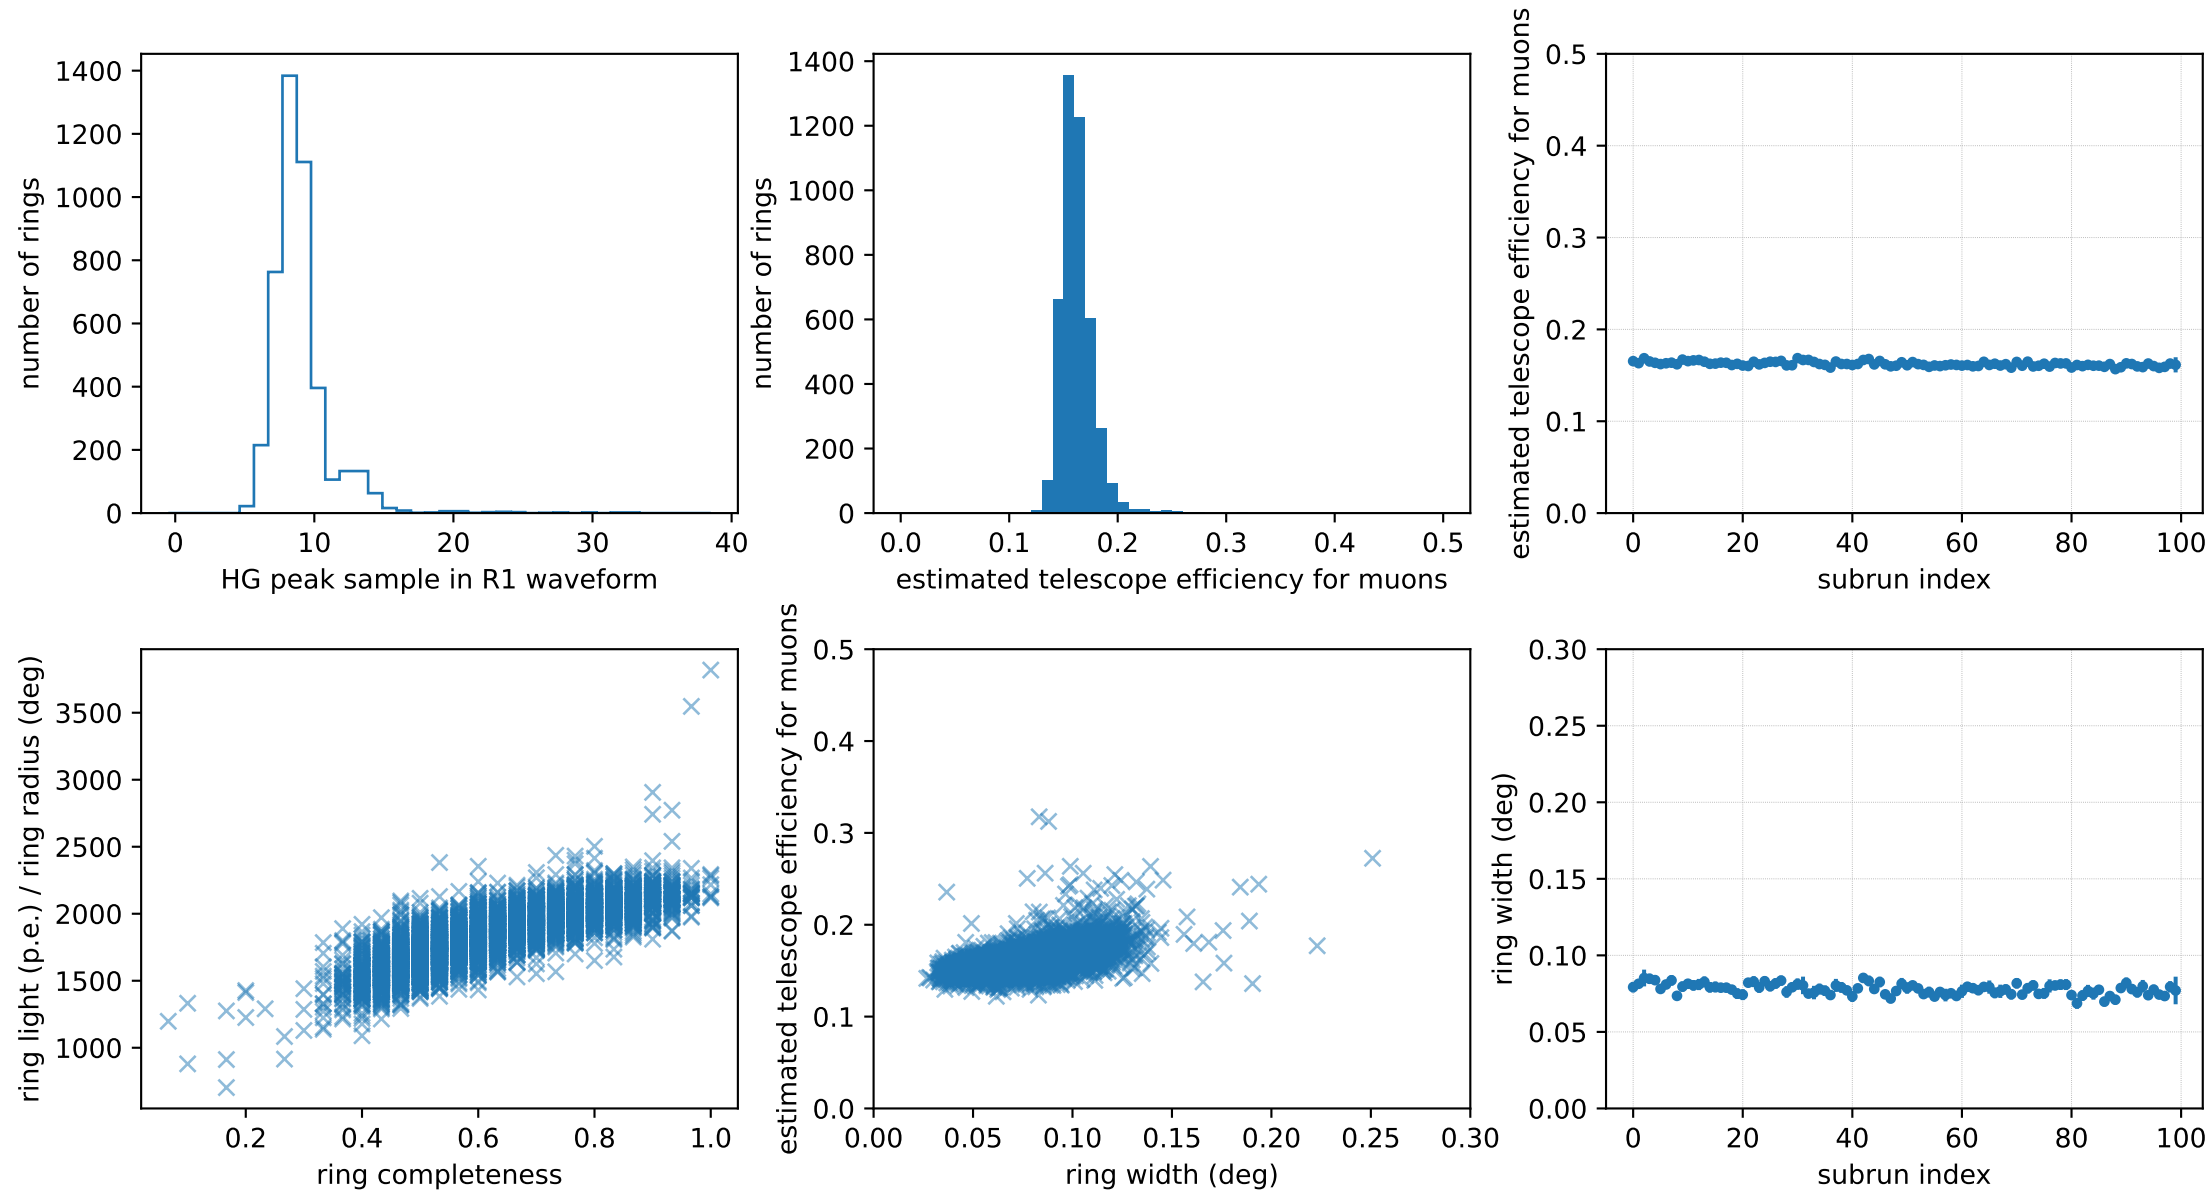 number of rings
1400
1200
1000
800
600
400
200
0
0 10 20 30 40
HG peak sample in R1 waveform
number of rings
1400
1200
1000
800
600
400
200
0
0.0 0.1 0.2 0.3 0.4 0.5
estimated telescope efficiency for muons
estimated telescope efficiency for muons
0.5
0.4
0.3
0.2
0.1
0.0
0 20 40 60 80 100
subrun index
ring light (p.e.) / ring radius (deg)
3500
3000
2500
2000
1500
1000
0.2 0.4 0.6 0.8 1.0
ring completeness
estimated telescope efficiency for muons
0.5
0.4
0.3
0.2
0.1
0.0
0.00 0.05 0.10 0.15 0.20 0.25 0.30
ring width (deg)
ring width (deg)
0.30
0.25
0.20
0.15
0.10
0.05
0.00
0 20 40 60 80 100
subrun index